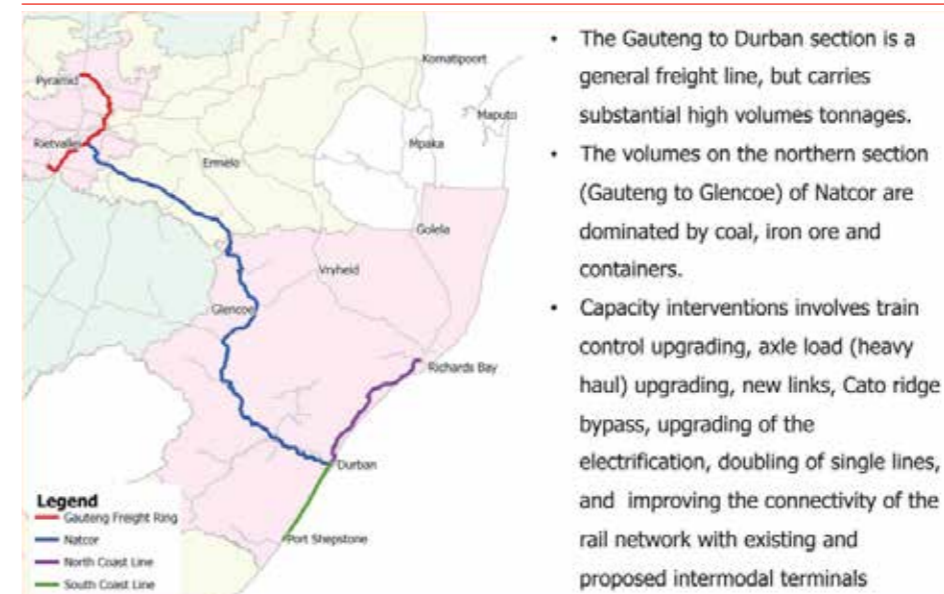 Komatipoort
Pyramid
Maputo
Rietvallei
Mpaka
Ermelo
Golela
Vryheid
Glencoe
Richards Bay
Durban
Port Shepstone
Legend
Gauteng Freight Ring
Natcor
North Coast Line
South Coast Line
• The Gauteng to Durban section is a
general freight line, but carries
substantial high volumes tonnages.
• The volumes on the northern section
(Gauteng to Glencoe) of Natcor are
dominated by coal, iron ore and
containers.
• Capacity interventions involves train
control upgrading, axle load (heavy
haul) upgrading, new links, Cato ridge
bypass, upgrading of the
electrification, doubling of single lines,
and improving the connectivity of the
rail network with existing and
proposed intermodal terminals